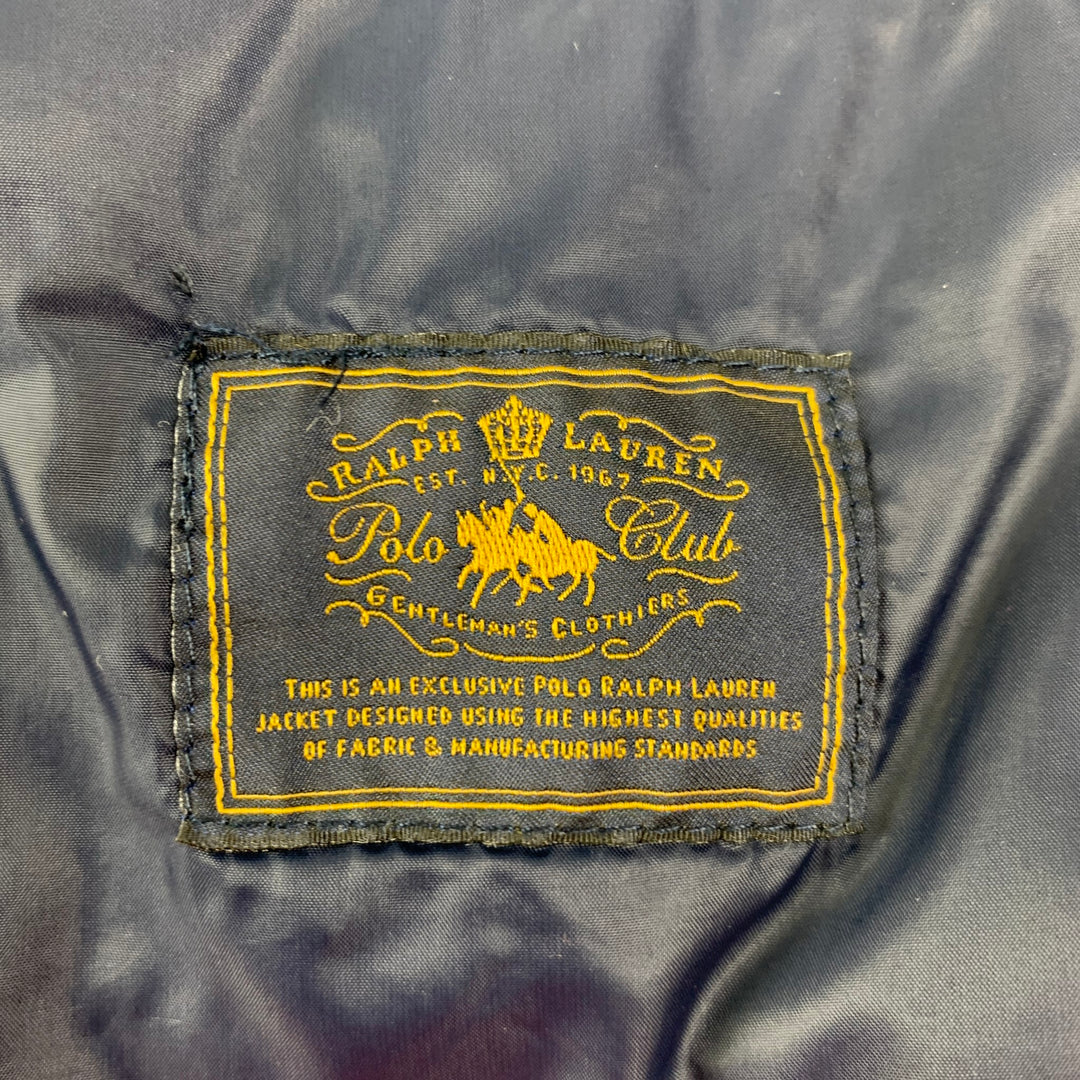 RALPH LAUREN
EST. N.Y.C. 1967
Polo Club
GENTLEMAN'S CLOTHIERS
THIS IS AN EXCLUSIVE POLO RALPH LAUREN
JACKET DESIGNED USING THE HIGHEST QUALITIES
OF FABRIC & MANUFACTURING STANDARDS